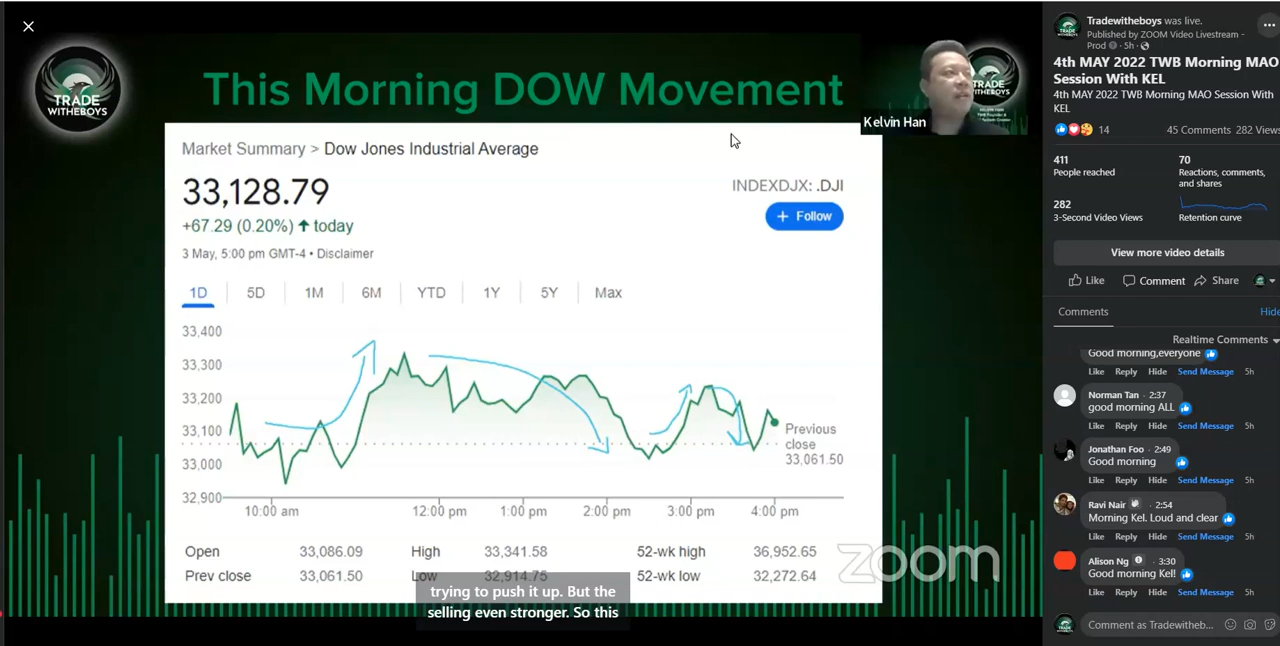 TRADE
WITHEBOYS
This Morning DOW Movement
Kelvin Han
Market Summary > Dow Jones Industrial Average
33,128.79
+67.29 (0.20%) today
3 May, 5:00 pm GMT-4 • Disclaimer
INDEXDJX: .DJI
+ Follow
1D 5D 1M 6M YTD 1Y 5Y Max
33,400
33,300
33,200
33,100
33,000
32,900
Previous
close
33,061.50
10:00 am 12:00 pm 1:00 pm 2:00 pm 3:00 pm 4:00 pm
Open 33,086.09 High 33,341.58 52-wk high 36,952.65
Prev close 33,061.50 Low 32,914.75 52-wk low 32,272.64
zoom
trying to push it up. But the
selling even stronger. So this
Tradewitheboys was live.
Published by ZOOM Video Livestream -
Prod · 5h ·
4th MAY 2022 TWB Morning MAO
Session With KEL
4th MAY 2022 TWB Morning MAO Session With
KEL
14 45 Comments 282 Views
411
People reached
70
Reactions, comments,
and shares
282
3-Second Video Views
Retention curve
View more video details
Like Comment Share
Comments Hide
Realtime Comments
Good morning,everyone
Like Reply Hide Send Message 5h
Norman Tan · 2:37
good morning ALL
Like Reply Hide Send Message 5h
Jonathan Foo · 2:49
Good morning
Like Reply Hide Send Message 5h
Ravi Nair · 2:54
Morning Kel. Loud and clear
Like Reply Hide Send Message 5h
Alison Ng · 3:30
Good morning Kel!
Like Reply Hide Send Message 5h
Comment as Tradewitheb...